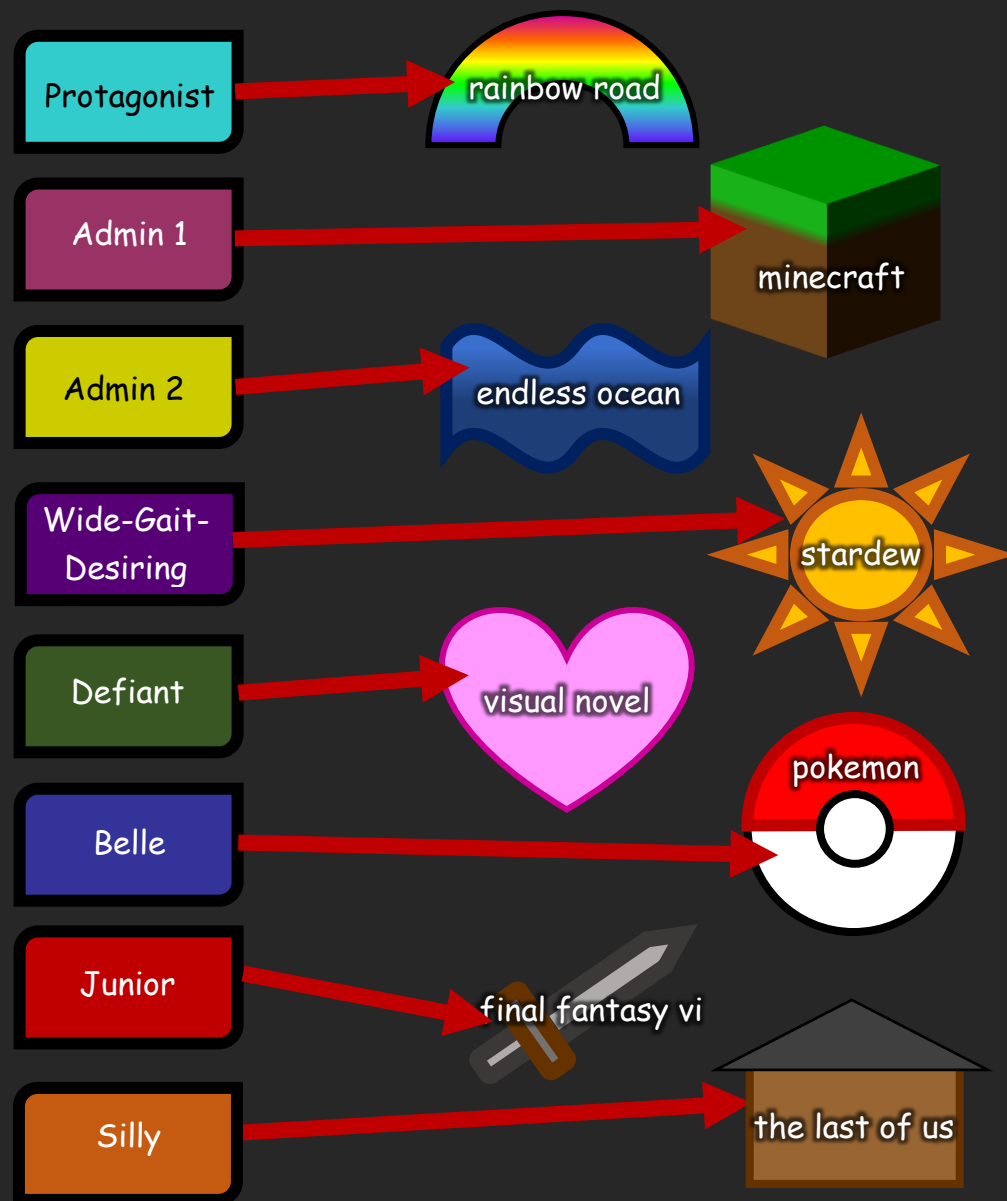 Protagonist
rainbow road
Admin 1
minecraft
Admin 2
endless ocean
Wide-Gait-
Desiring
stardew
Defiant
visual novel
Belle
pokemon
Junior
final fantasy vi
Silly
the last of us